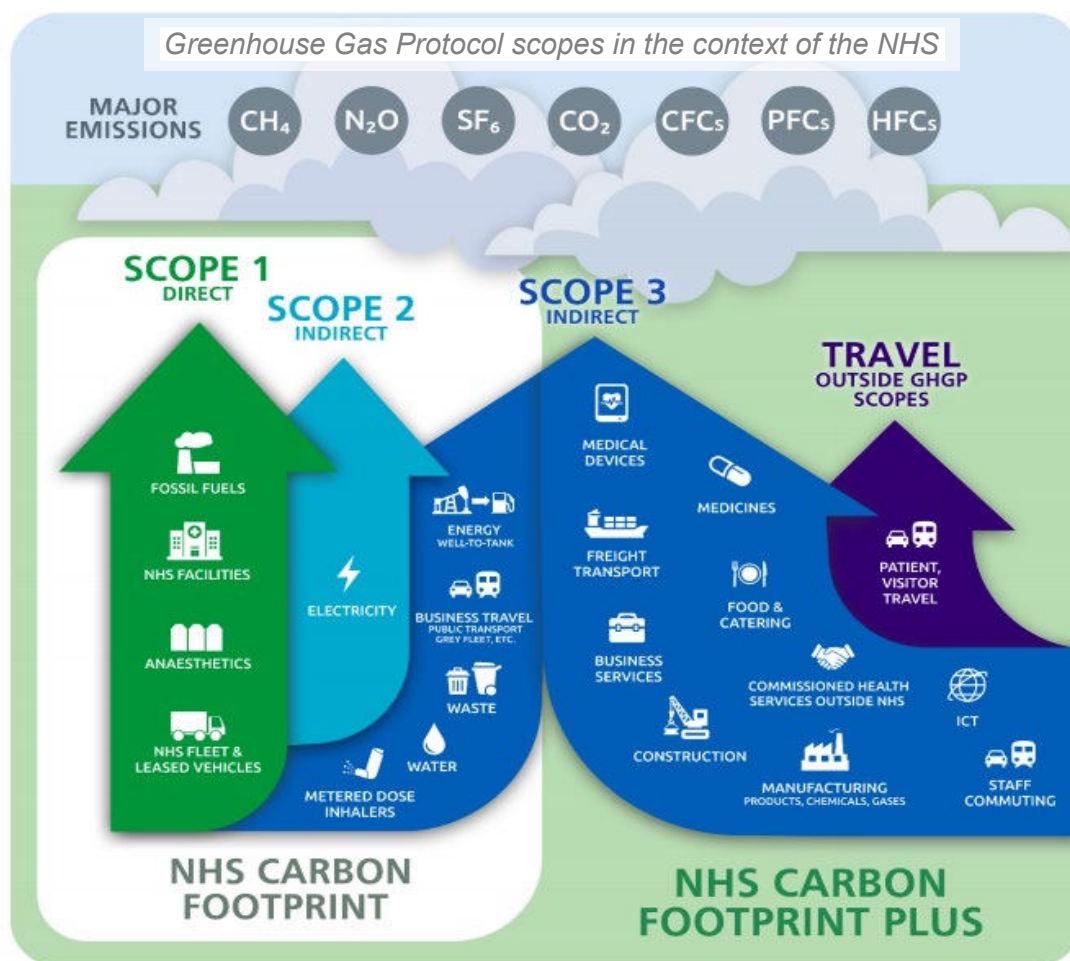 Greenhouse Gas Protocol scopes in the context of the NHS
MAJOR
EMISSIONS
CH₄
N₂O
SF₆
CO₂
CFCs
PFCs
HFCs
SCOPE 1
DIRECT
FOSSIL FUELS
NHS FACILITIES
ANAESTHETICS
NHS FLEET &
LEASED VEHICLES
SCOPE 2
INDIRECT
ELECTRICITY
SCOPE 3
INDIRECT
ENERGY
WELL-TO-TANK
BUSINESS TRAVEL
PUBLIC TRANSPORT
GREY FLEET, ETC.
WASTE
WATER
METERED DOSE
INHALERS
MEDICAL
DEVICES
MEDICINES
FREIGHT
TRANSPORT
FOOD &
CATERING
BUSINESS
SERVICES
COMMISSIONED HEALTH
SERVICES OUTSIDE NHS
ICT
CONSTRUCTION
MANUFACTURING
PRODUCTS, CHEMICALS, GASES
STAFF
COMMUTING
TRAVEL
OUTSIDE GHGP
SCOPES
PATIENT,
VISITOR
TRAVEL
NHS CARBON
FOOTPRINT
NHS CARBON
FOOTPRINT PLUS